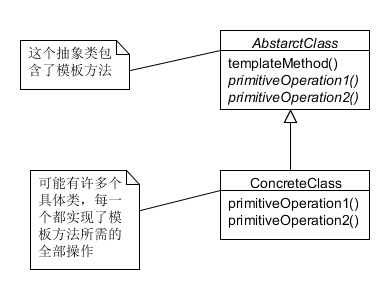 这个抽象类包
含了模板方法
AbstarctClass
templateMethod()
primitiveOperation1()
primitiveOperation2()
可能有许多个
具体类，每一
个都实现了模
板方法所需的
全部操作
ConcreteClass
primitiveOperation1()
primitiveOperation2()